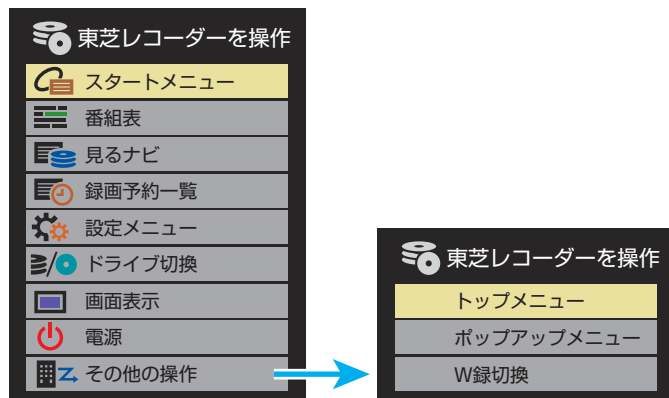 東芝レコーダーを操作
スタートメニュー
番組表
見るナビ
録画予約一覧
設定メニュー
ドライブ切換
画面表示
電源
その他の操作
東芝レコーダーを操作
トップメニュー
ポップアップメニュー
W録切換